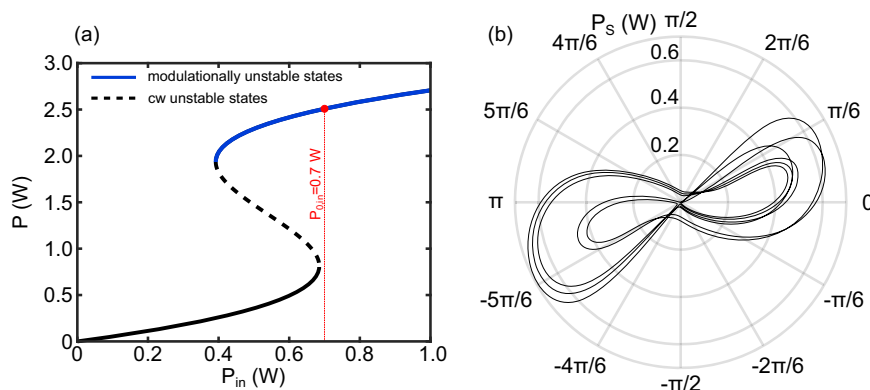 (a)
3.0
2.5
2.0
1.5
1.0
0.5
0
P (W)
modulationally unstable states
cw unstable states
P0,in=0.7 W
0
0.2
0.4
0.6
0.8
1.0
Pin (W)
(b)
PS (W)
π/2
4π/6
2π/6
5π/6
π/6
π
0
-5π/6
-π/6
-4π/6
-2π/6
-π/2
0.6
0.4
0.2